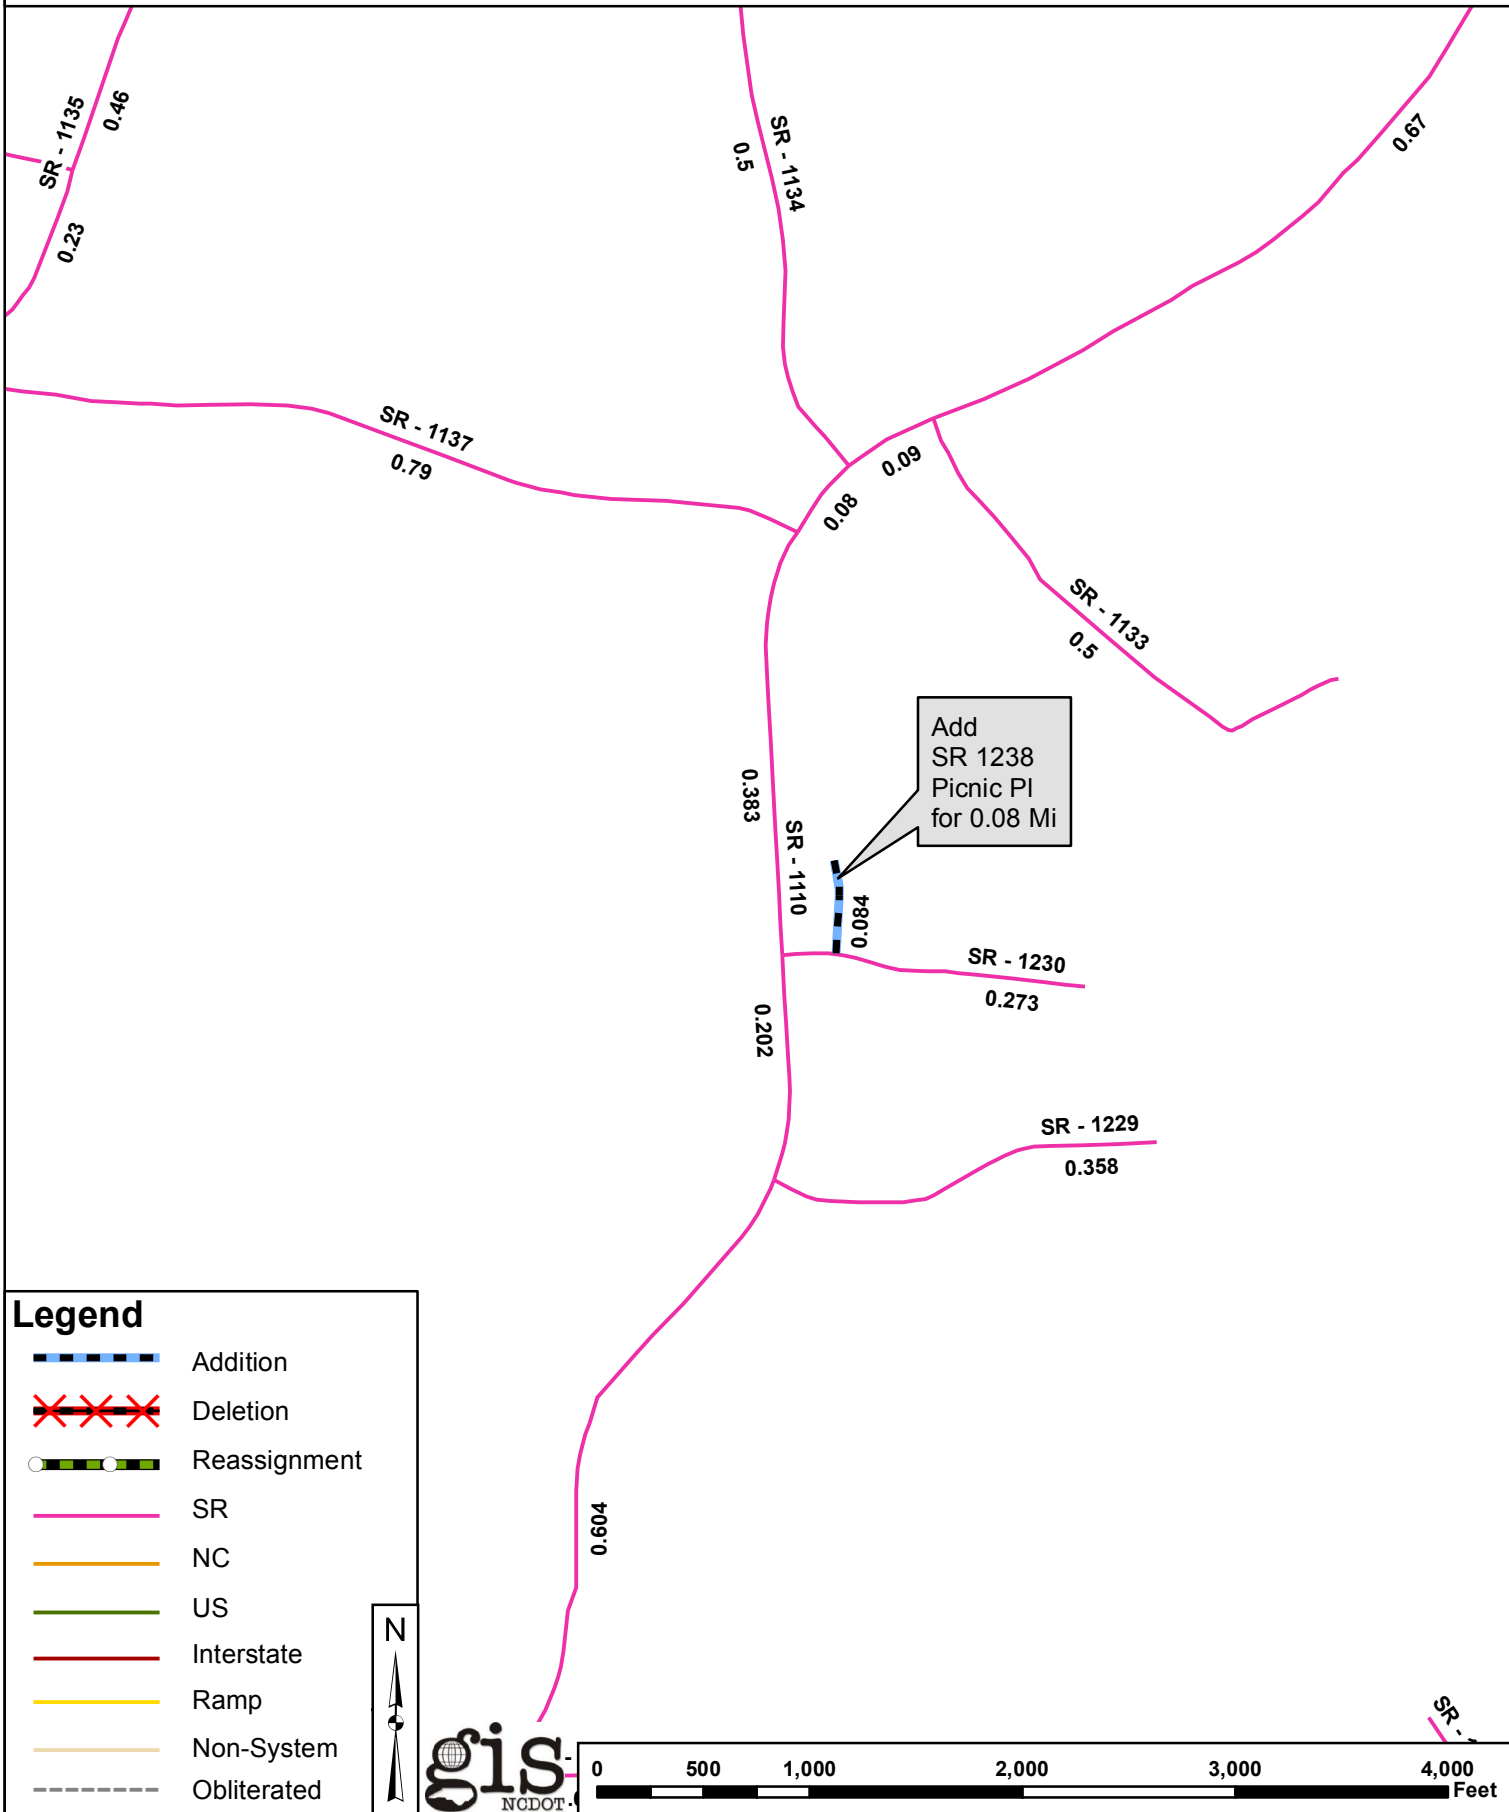 SR - 1135
0.46
0.23
SR - 1134
0.5
0.67
SR - 1137
0.79
0.09
0.08
SR - 1133
0.5
Add
SR 1238
Picnic Pl
for 0.08 Mi
0.383
SR - 1110
0.084
SR - 1230
0.273
0.202
SR - 1229
0.358
0.604
Legend
Addition
Deletion
Reassignment
SR
NC
US
Interstate
Ramp
Non-System
Obliterated
N
gis
NCDOT
SR -
0 500 1,000 2,000 3,000 4,000
Feet